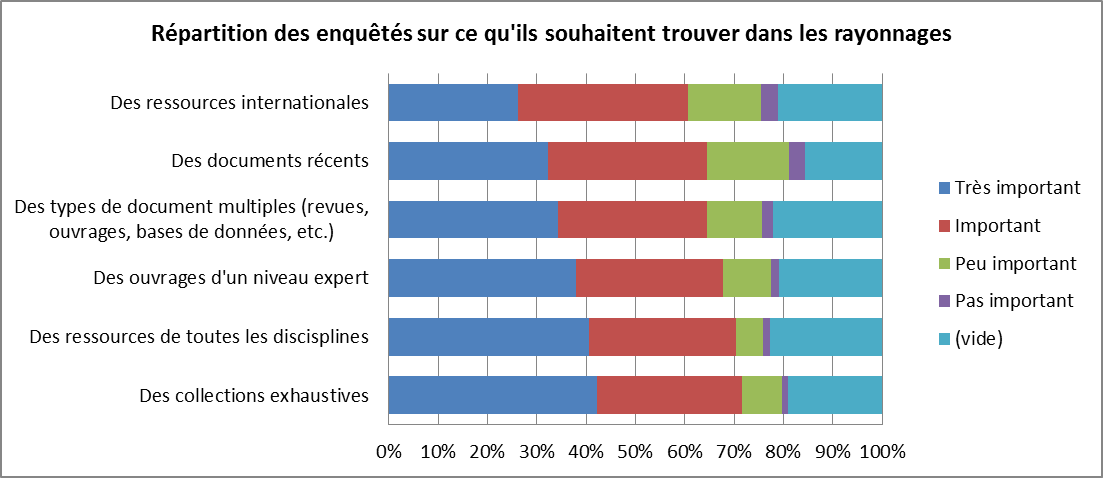 Répartition des enquêtés sur ce qu'ils souhaitent trouver dans les rayonnages
Des ressources internationales
Des documents récents
Des types de document multiples (revues,
ouvrages, bases de données, etc.)
Des ouvrages d'un niveau expert
Des ressources de toutes les discisplines
Des collections exhaustives
0% 10% 20% 30% 40% 50% 60% 70% 80% 90% 100%
Très important
Important
Peu important
Pas important
(vide)